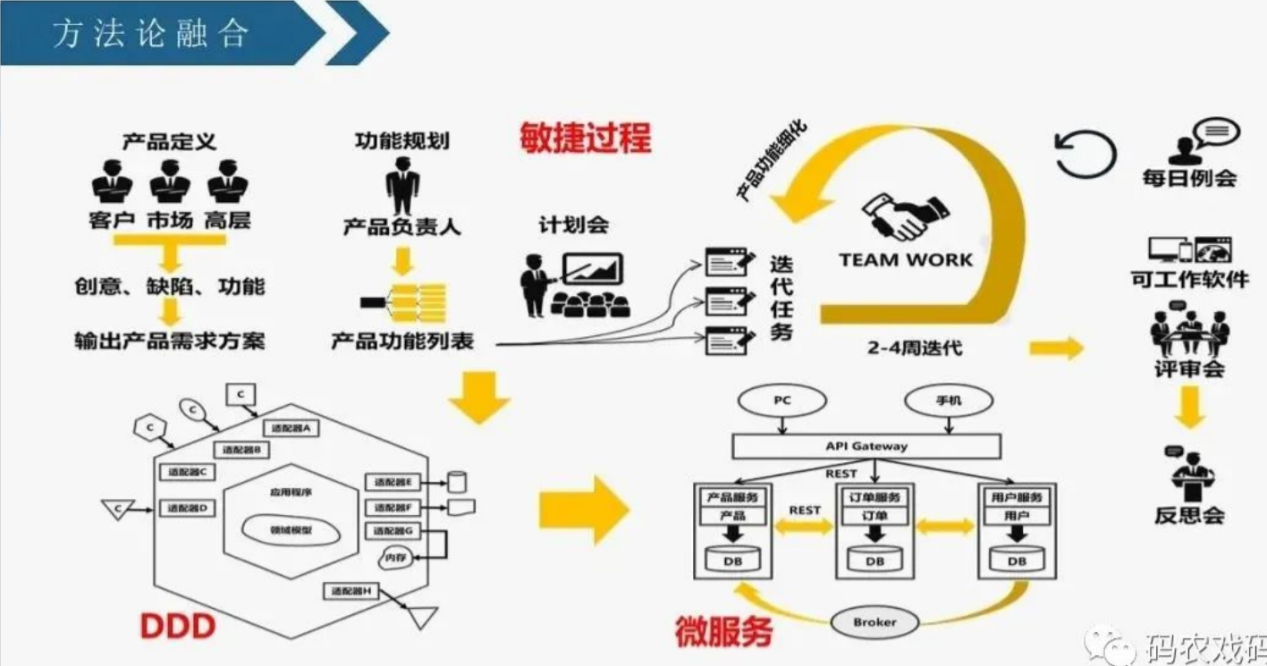 方法论融合
敏捷过程
产品定义
客户 市场 高层
创意、缺陷、功能
输出产品需求方案
功能规划
产品负责人
产品功能列表
计划会
迭代任务
产品功能细化
TEAM WORK
2-4周迭代
每日例会
可工作软件
评审会
反思会
C
C
C
C
适配器A
适配器B
适配器C
适配器D
应用程序
领域模型
适配器E
适配器F
适配器G
内存
适配器H
DDD
PC
手机
API Gateway
REST
产品服务
产品
DB
REST
订单服务
订单
DB
用户服务
用户
DB
Broker
微服务
码农戏码